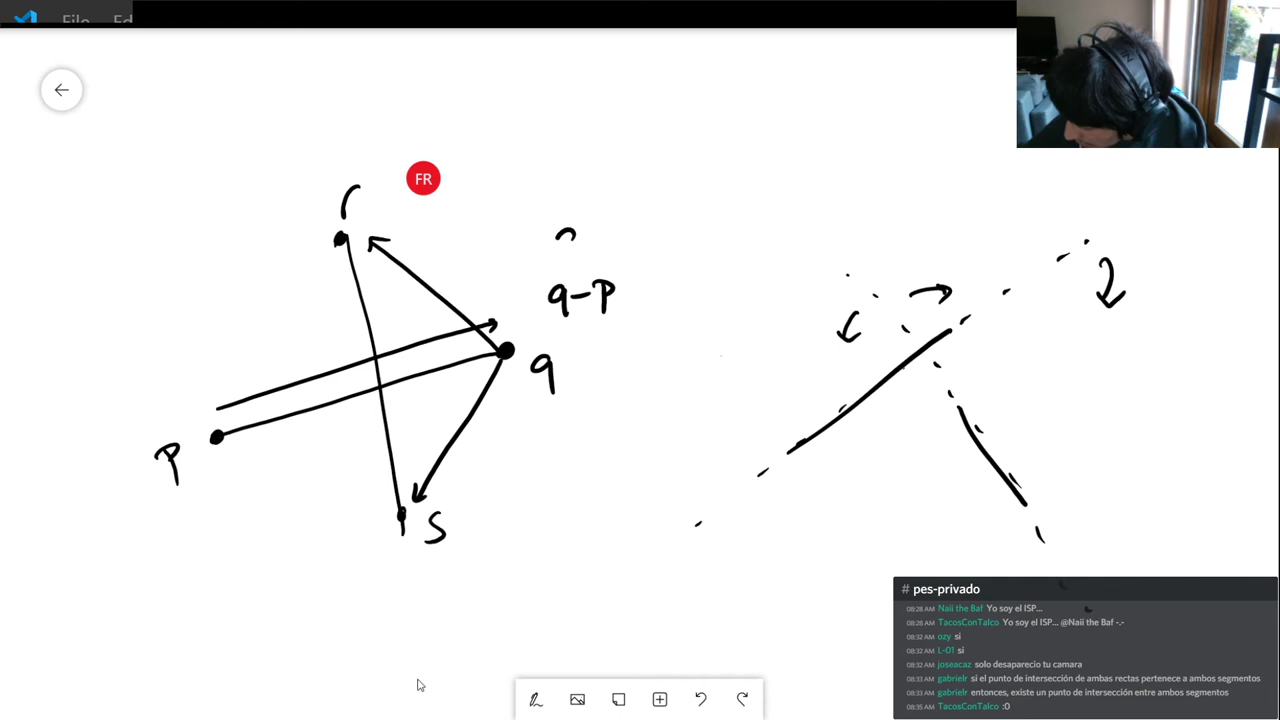 File Ed
r
FR
q-P
q
P
S
# pes-privado
08:28 AM Naii the Baf Yo soy el ISP...
08:28 AM TacosConTalco Yo soy el ISP... @Naii the Baf -.-
08:32 AM ozy si
08:32 AM L-01 si
08:32 AM joseacaz solo desaparecio tu camara
08:33 AM gabrielr si el punto de intersección de ambas rectas pertenece a ambos segmentos
08:33 AM gabrielr entonces, existe un punto de intersección entre ambos segmentos
08:35 AM TacosConTalco :0